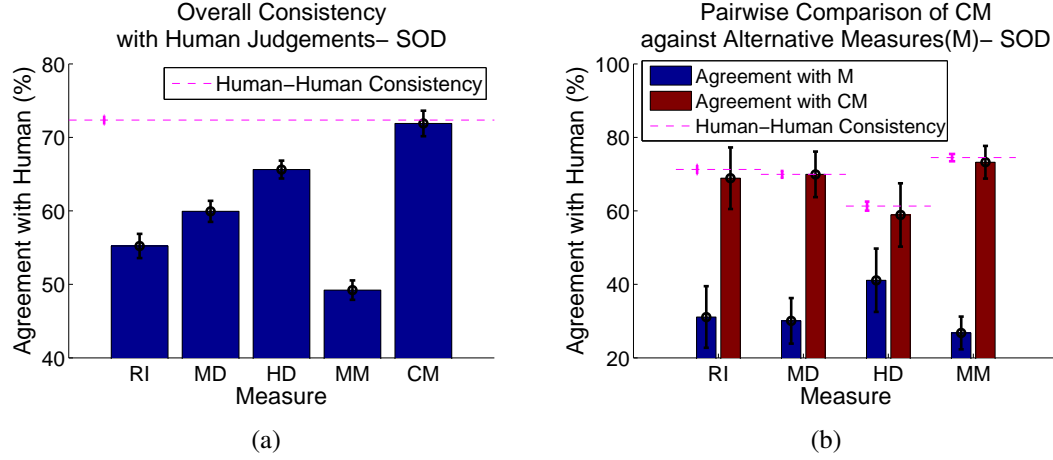 Overall Consistency
with Human Judgements− SOD
80
70
60
50
40
Agreement with Human (%)
Human−Human Consistency
RI MD HD MM CM
Measure
(a)
Pairwise Comparison of CM
against Alternative Measures(M)− SOD
100
80
60
40
20
Agreement with Human (%)
Agreement with M
Agreement with CM
Human−Human Consistency
RI MD HD MM
Measure
(b)